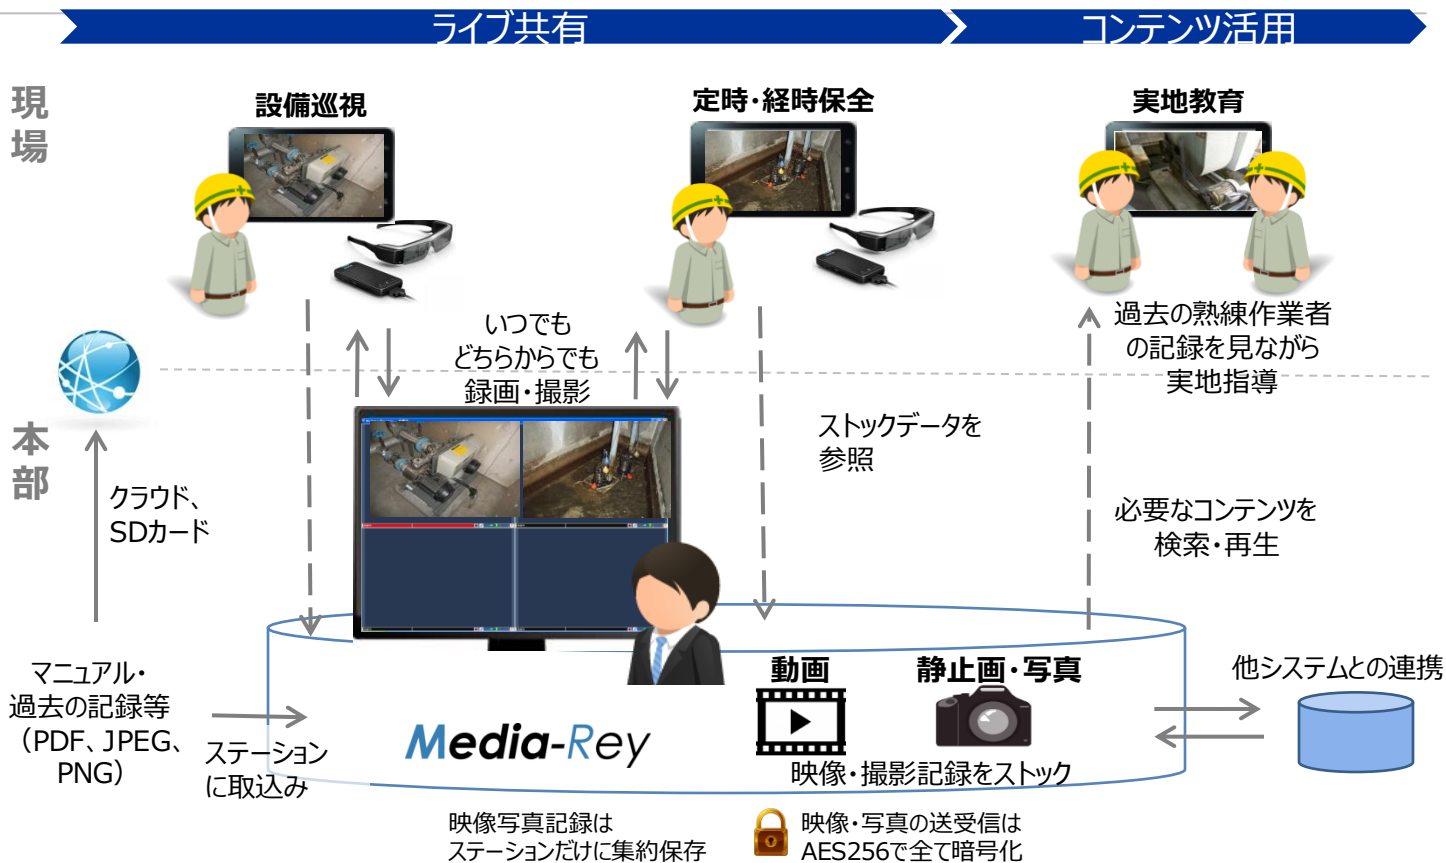 ライブ共有
コンテンツ活用
現
場
設備巡視
定時・経時保全
実地教育
いつでも
どちらからでも
録画・撮影
過去の熟練作業者
の記録を見ながら
実地指導
本
部
クラウド、
SDカード
ストックデータを
参照
必要なコンテンツを
検索・再生
マニュアル・
過去の記録等
（PDF、JPEG、
PNG）
ステーション
に取込み
Media-Rey
動画
静止画・写真
映像・撮影記録をストック
他システムとの連携
映像写真記録は
ステーションだけに集約保存
映像・写真の送受信は
AES256で全て暗号化